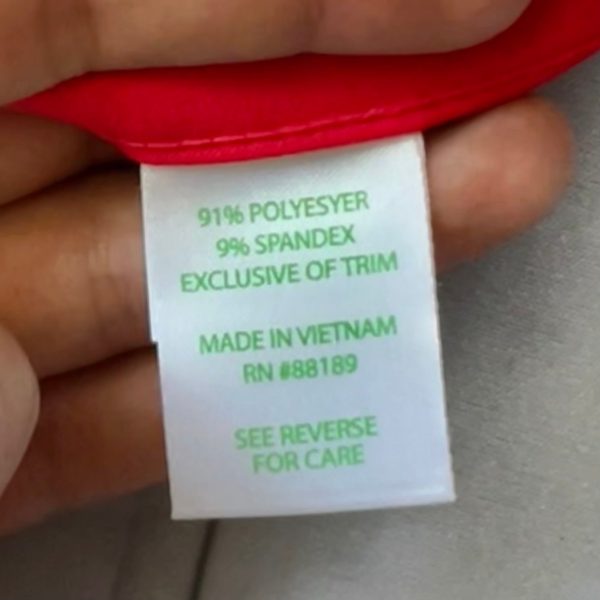 91% POLYESYER
9% SPANDEX
EXCLUSIVE OF TRIM
MADE IN VIETNAM
RN #88189
SEE REVERSE
FOR CARE